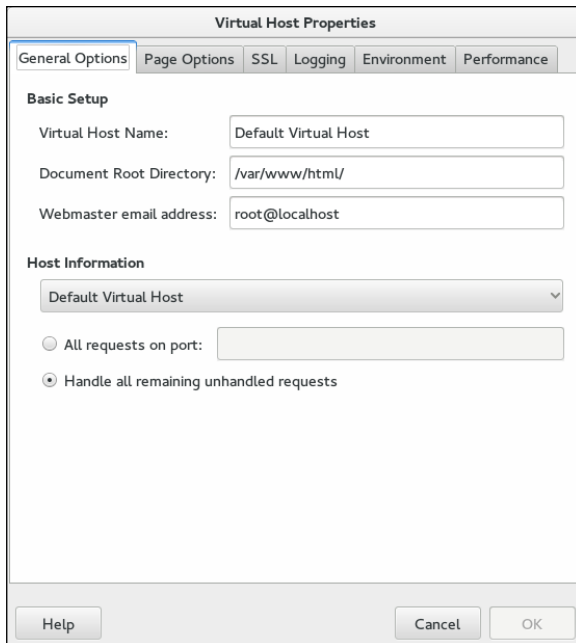 Virtual Host Properties
General Options Page Options SSL Logging Environment Performance
Basic Setup
Virtual Host Name: Default Virtual Host
Document Root Directory: /var/www/html/
Webmaster email address: root@localhost
Host Information
Default Virtual Host
All requests on port:
Handle all remaining unhandled requests
Help Cancel OK